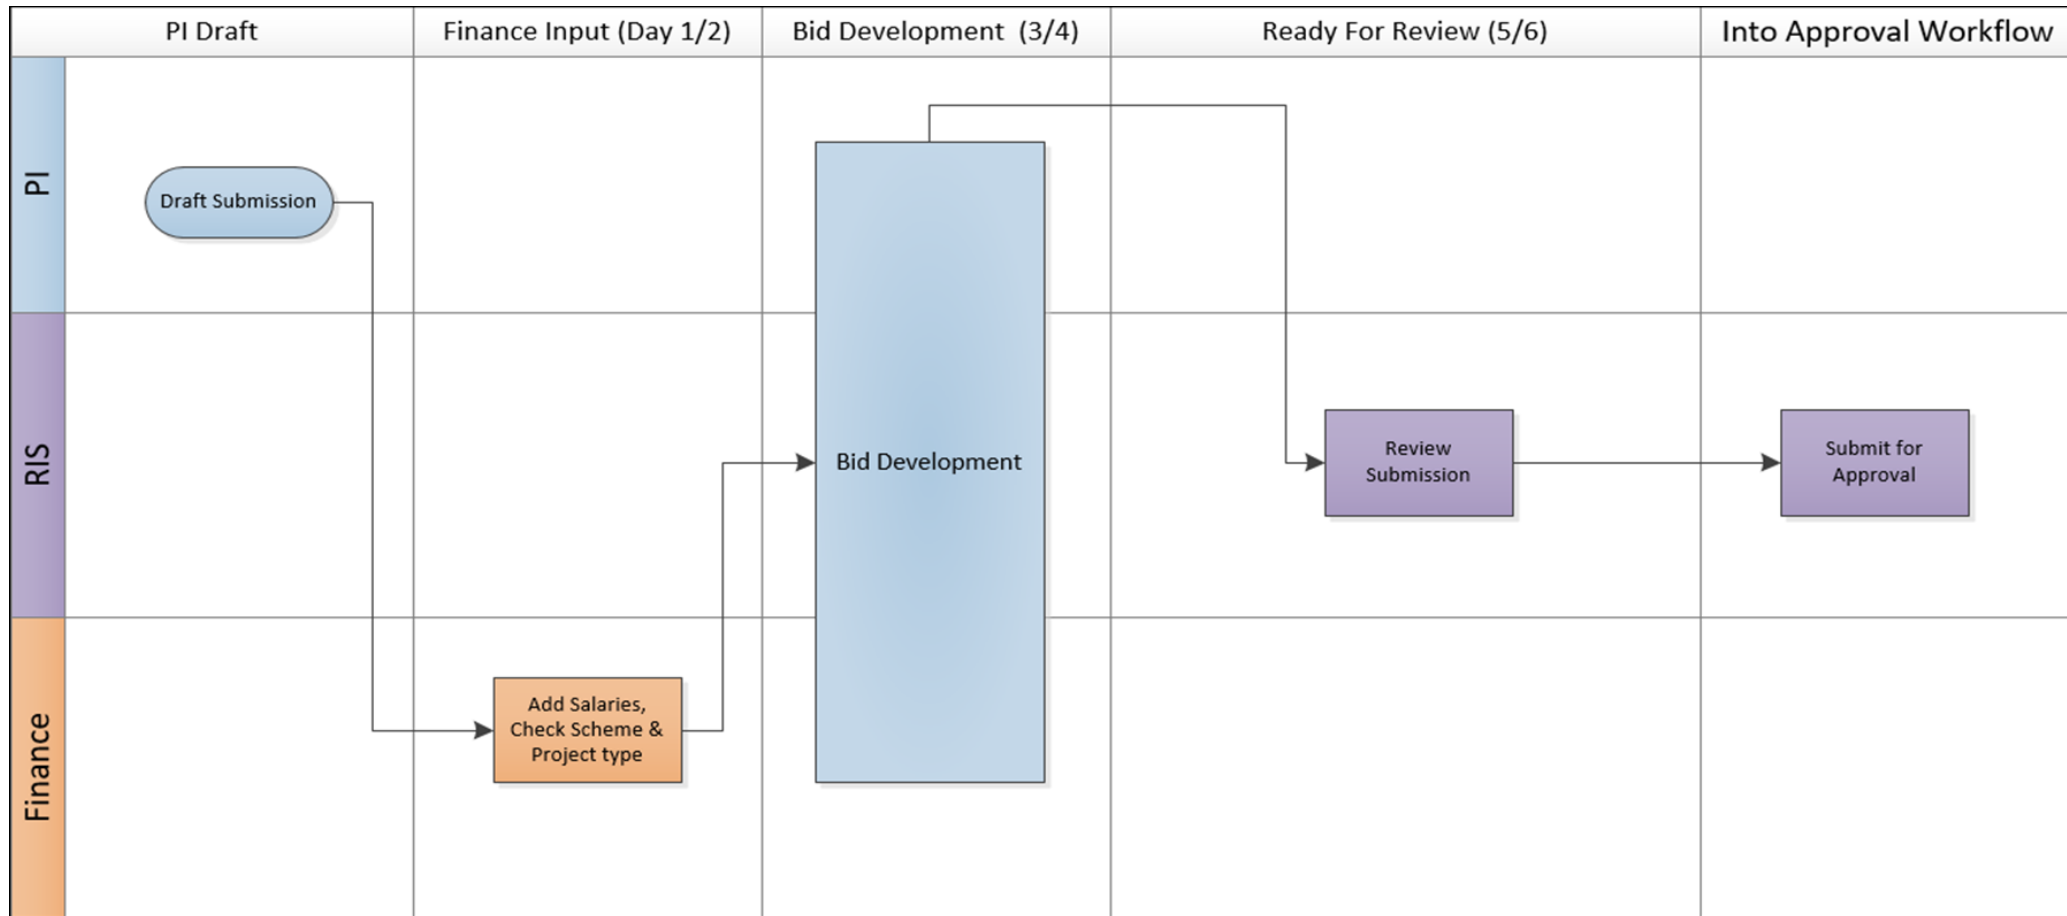 PI Draft
Finance Input (Day 1/2)
Bid Development  (3/4)
Ready For Review (5/6)
Into Approval Workflow
PI
Draft Submission
RIS
Bid Development
Review
Submission
Submit for
Approval
Finance
Add Salaries,
Check Scheme &
Project type